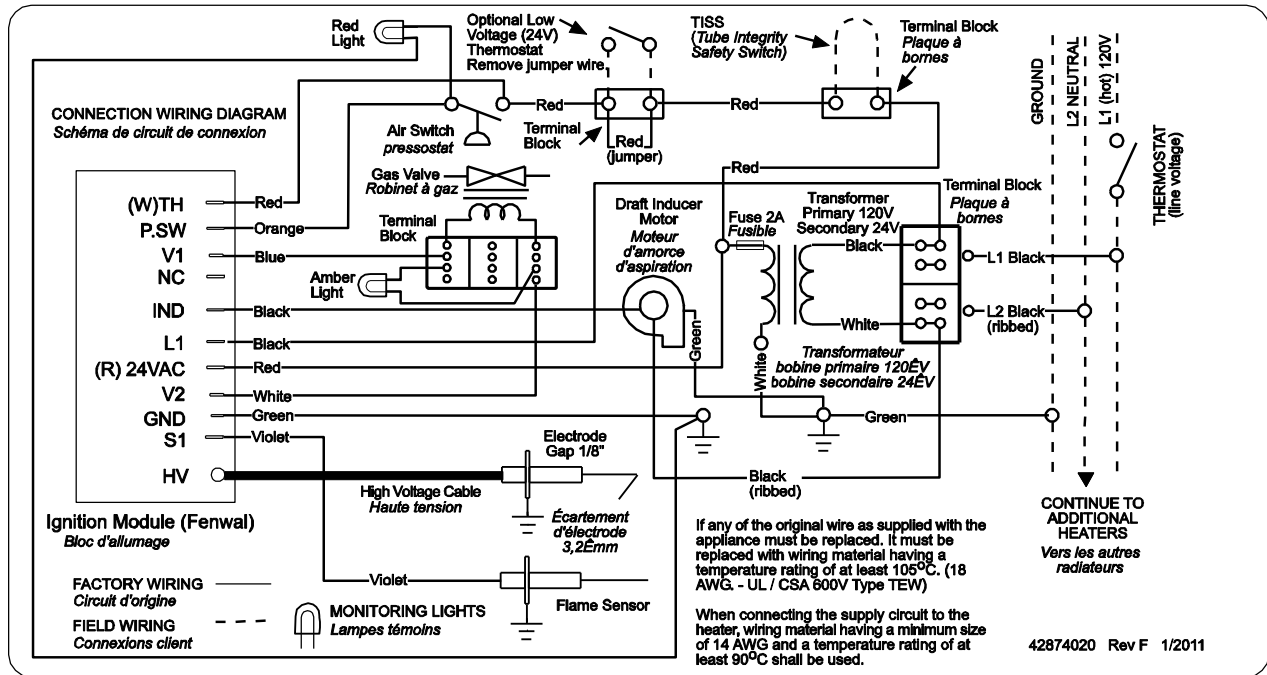 Red
Light
Optional Low
Voltage (24V)
Thermostat
Remove jumper wire
TISS
(Tube Integrity
Safety Switch)
Terminal Block
Plaque à
bornes
GROUND
L2 NEUTRAL
L1 (hot) 120V
THERMOSTAT
(line voltage)
CONNECTION WIRING DIAGRAM
Schéma de circuit de connexion
Air Switch
pressostat
Red
Terminal
Block
Red
(jumper)
Red
Red
Gas Valve
Robinet à gaz
Terminal
Block
Amber
Light
Draft Inducer
Motor
Moteur
d'amorce
d'aspiration
Fuse 2A
Fusible
Transformer
Primary 120V
Secondary 24V
Black
White
Terminal Block
Plaque à
bornes
L1 Black
L2 Black
(ribbed)
Green
White
Transformateur
bobine primaire 120ÊV
bobine secondaire 24ÊV
Green
Black
(ribbed)
(W)TH
Red
P.SW
Orange
V1
Blue
NC
IND
Black
L1
Black
(R) 24VAC
Red
V2
White
GND
Green
S1
Violet
HV
Ignition Module (Fenwal)
Bloc d'allumage
High Voltage Cable
Haute tension
Electrode
Gap 1/8"
Écartement
d'électrode
3,2Êmm
Violet
Flame Sensor
FACTORY WIRING
Circuit d'origine
FIELD WIRING
Connexions client
MONITORING LIGHTS
Lampes témoins
If any of the original wire as supplied with the
appliance must be replaced. It must be
replaced with wiring material having a
temperature rating of at least 105°C. (18
AWG. - UL / CSA 600V Type TEW)
When connecting the supply circuit to the
heater, wiring material having a minimum size
of 14 AWG and a temperature rating of at
least 90°C shall be used.
CONTINUE TO
ADDITIONAL
HEATERS
Vers les autres
radiateurs
42874020 Rev F 1/2011